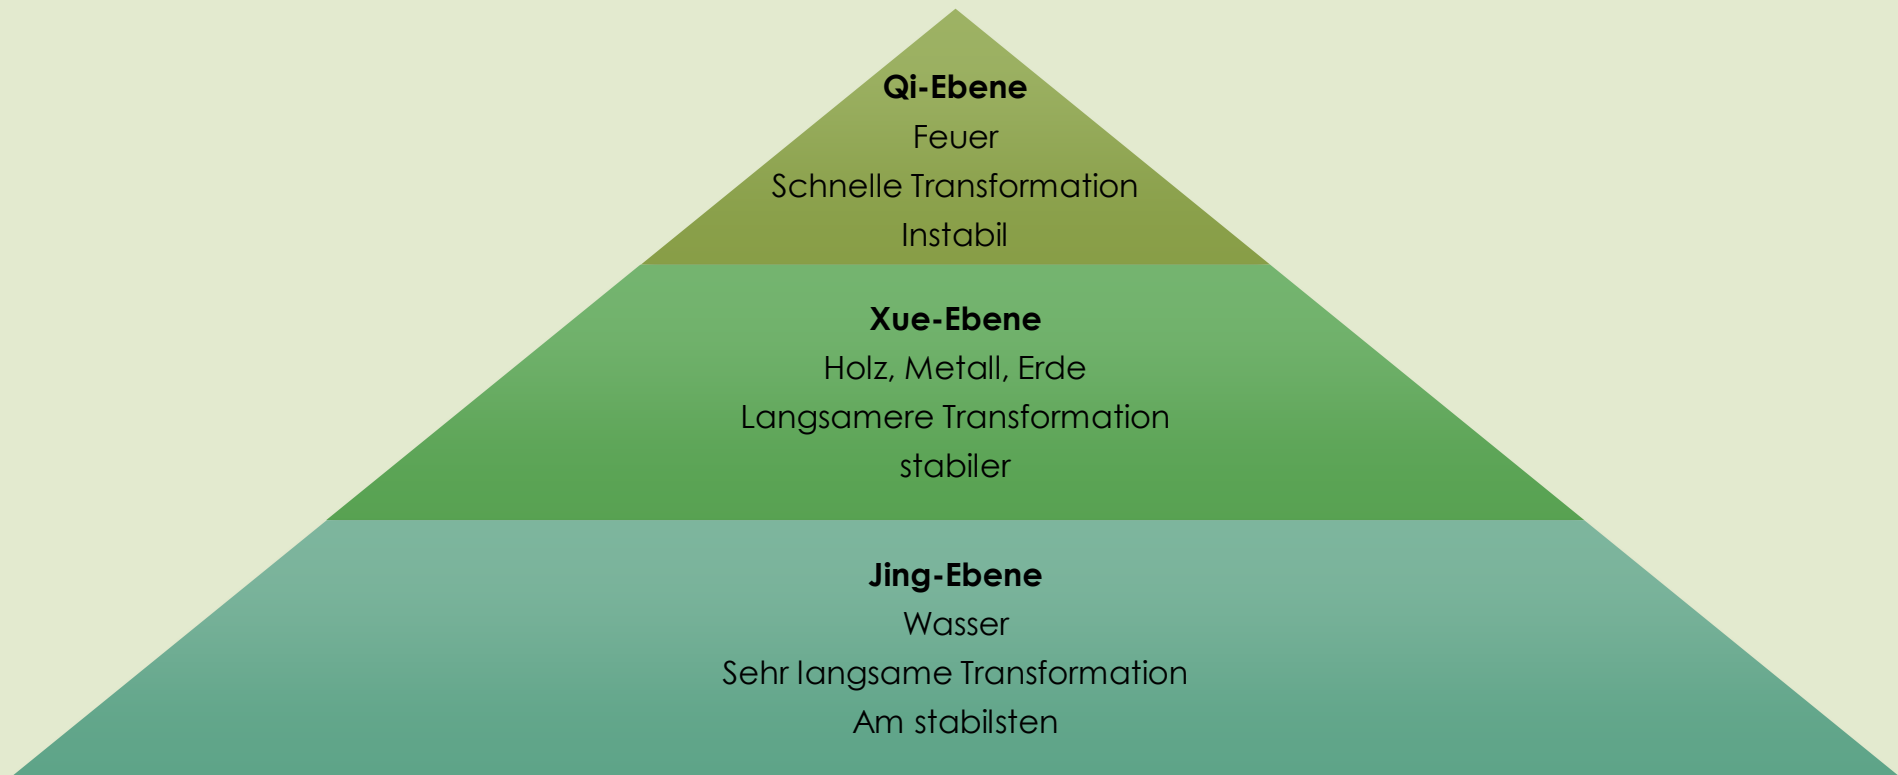 Qi-Ebene
Feuer
Schnelle Transformation
Instabil
Xue-Ebene
Holz, Metall, Erde
Langsamere Transformation
stabiler
Jing-Ebene
Wasser
Sehr langsame Transformation
Am stabilsten